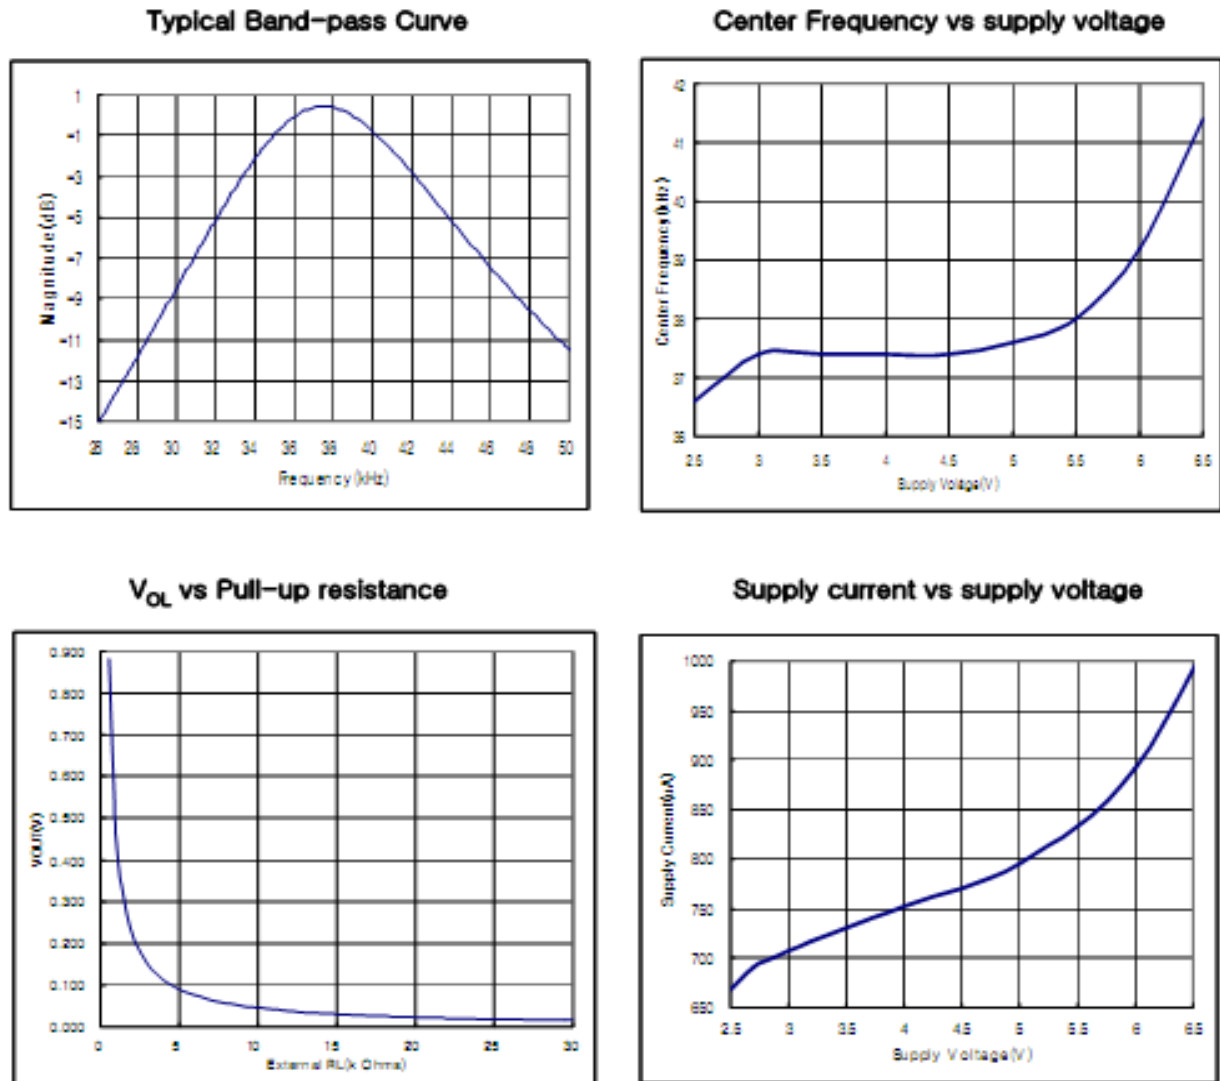 Typical Band-pass Curve
Center Frequency vs supply voltage
1
-1
-3
-5
-7
-9
-11
-13
-15
Magnitude(dB)
26 28 30 32 34 36 38 40 42 44 46 48 50
Frequency(kHz)
42
41
40
39
38
37
36
Center Frequency(kHz)
2.5 3 3.5 4 4.5 5 5.5 6 6.5
Supply Voltage(V)
VOL vs Pull-up resistance
Supply current vs supply voltage
0.900
0.800
0.700
0.600
0.500
0.400
0.300
0.200
0.100
0.000
VOUT(V)
0 5 10 15 20 25 30
External RL(k Ohms)
1000
950
900
850
800
750
700
650
Supply Current(uA)
2.5 3 3.5 4 4.5 5 5.5 6 6.5
Supply Voltage(V)